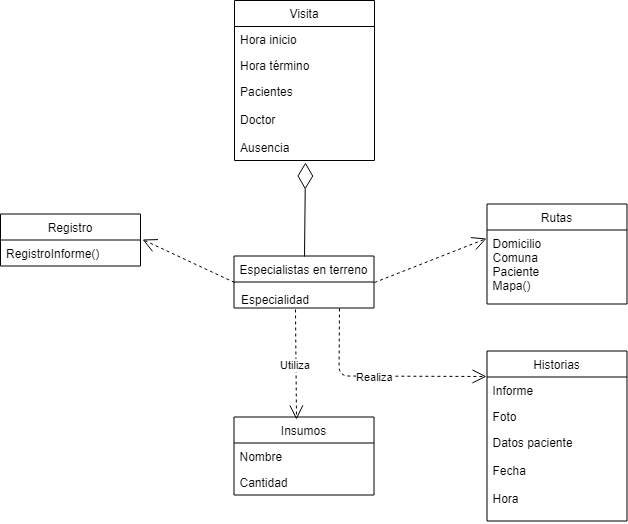 Visita
Hora inicio
Hora término
Pacientes
Doctor
Ausencia
Registro
RegistroInforme()
Especialistas en terreno
Especialidad
Rutas
Domicilio
Comuna
Paciente
Mapa()
Utiliza
Realiza
Insumos
Nombre
Cantidad
Historias
Informe
Foto
Datos paciente
Fecha
Hora